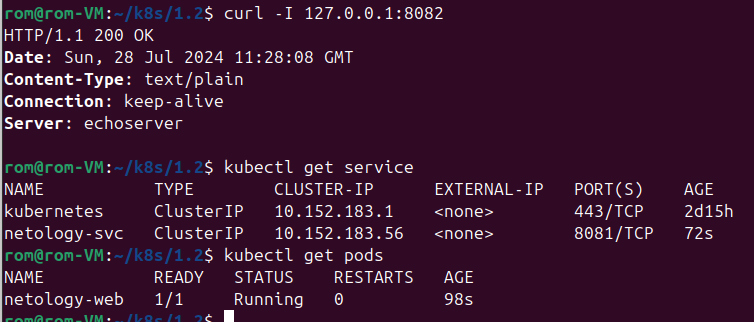 rom@rom-VM:~/k8s/1.2$ curl -I 127.0.0.1:8082
HTTP/1.1 200 OK
Date: Sun, 28 Jul 2024 11:28:08 GMT
Content-Type: text/plain
Connection: keep-alive
Server: echoserver
rom@rom-VM:~/k8s/1.2$ kubectl get service
NAME TYPE CLUSTER-IP EXTERNAL-IP PORT(S) AGE
kubernetes ClusterIP 10.152.183.1 <none> 443/TCP 2d15h
netology-svc ClusterIP 10.152.183.56 <none> 8081/TCP 72s
rom@rom-VM:~/k8s/1.2$ kubectl get pods
NAME READY STATUS RESTARTS AGE
netology-web 1/1 Running 0 98s
rom@rom-VM:~/k8s/1.2$